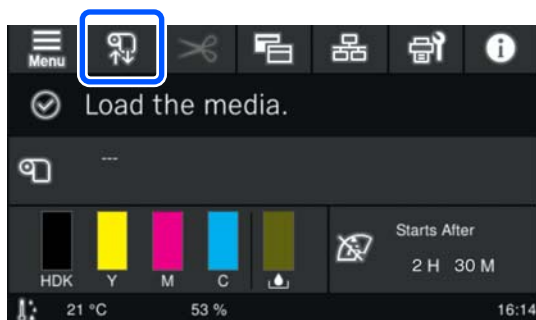 Menu
Load the media.
---
HDK Y M C
Starts After
2 H 30 M
21 °C 53 % 16:14